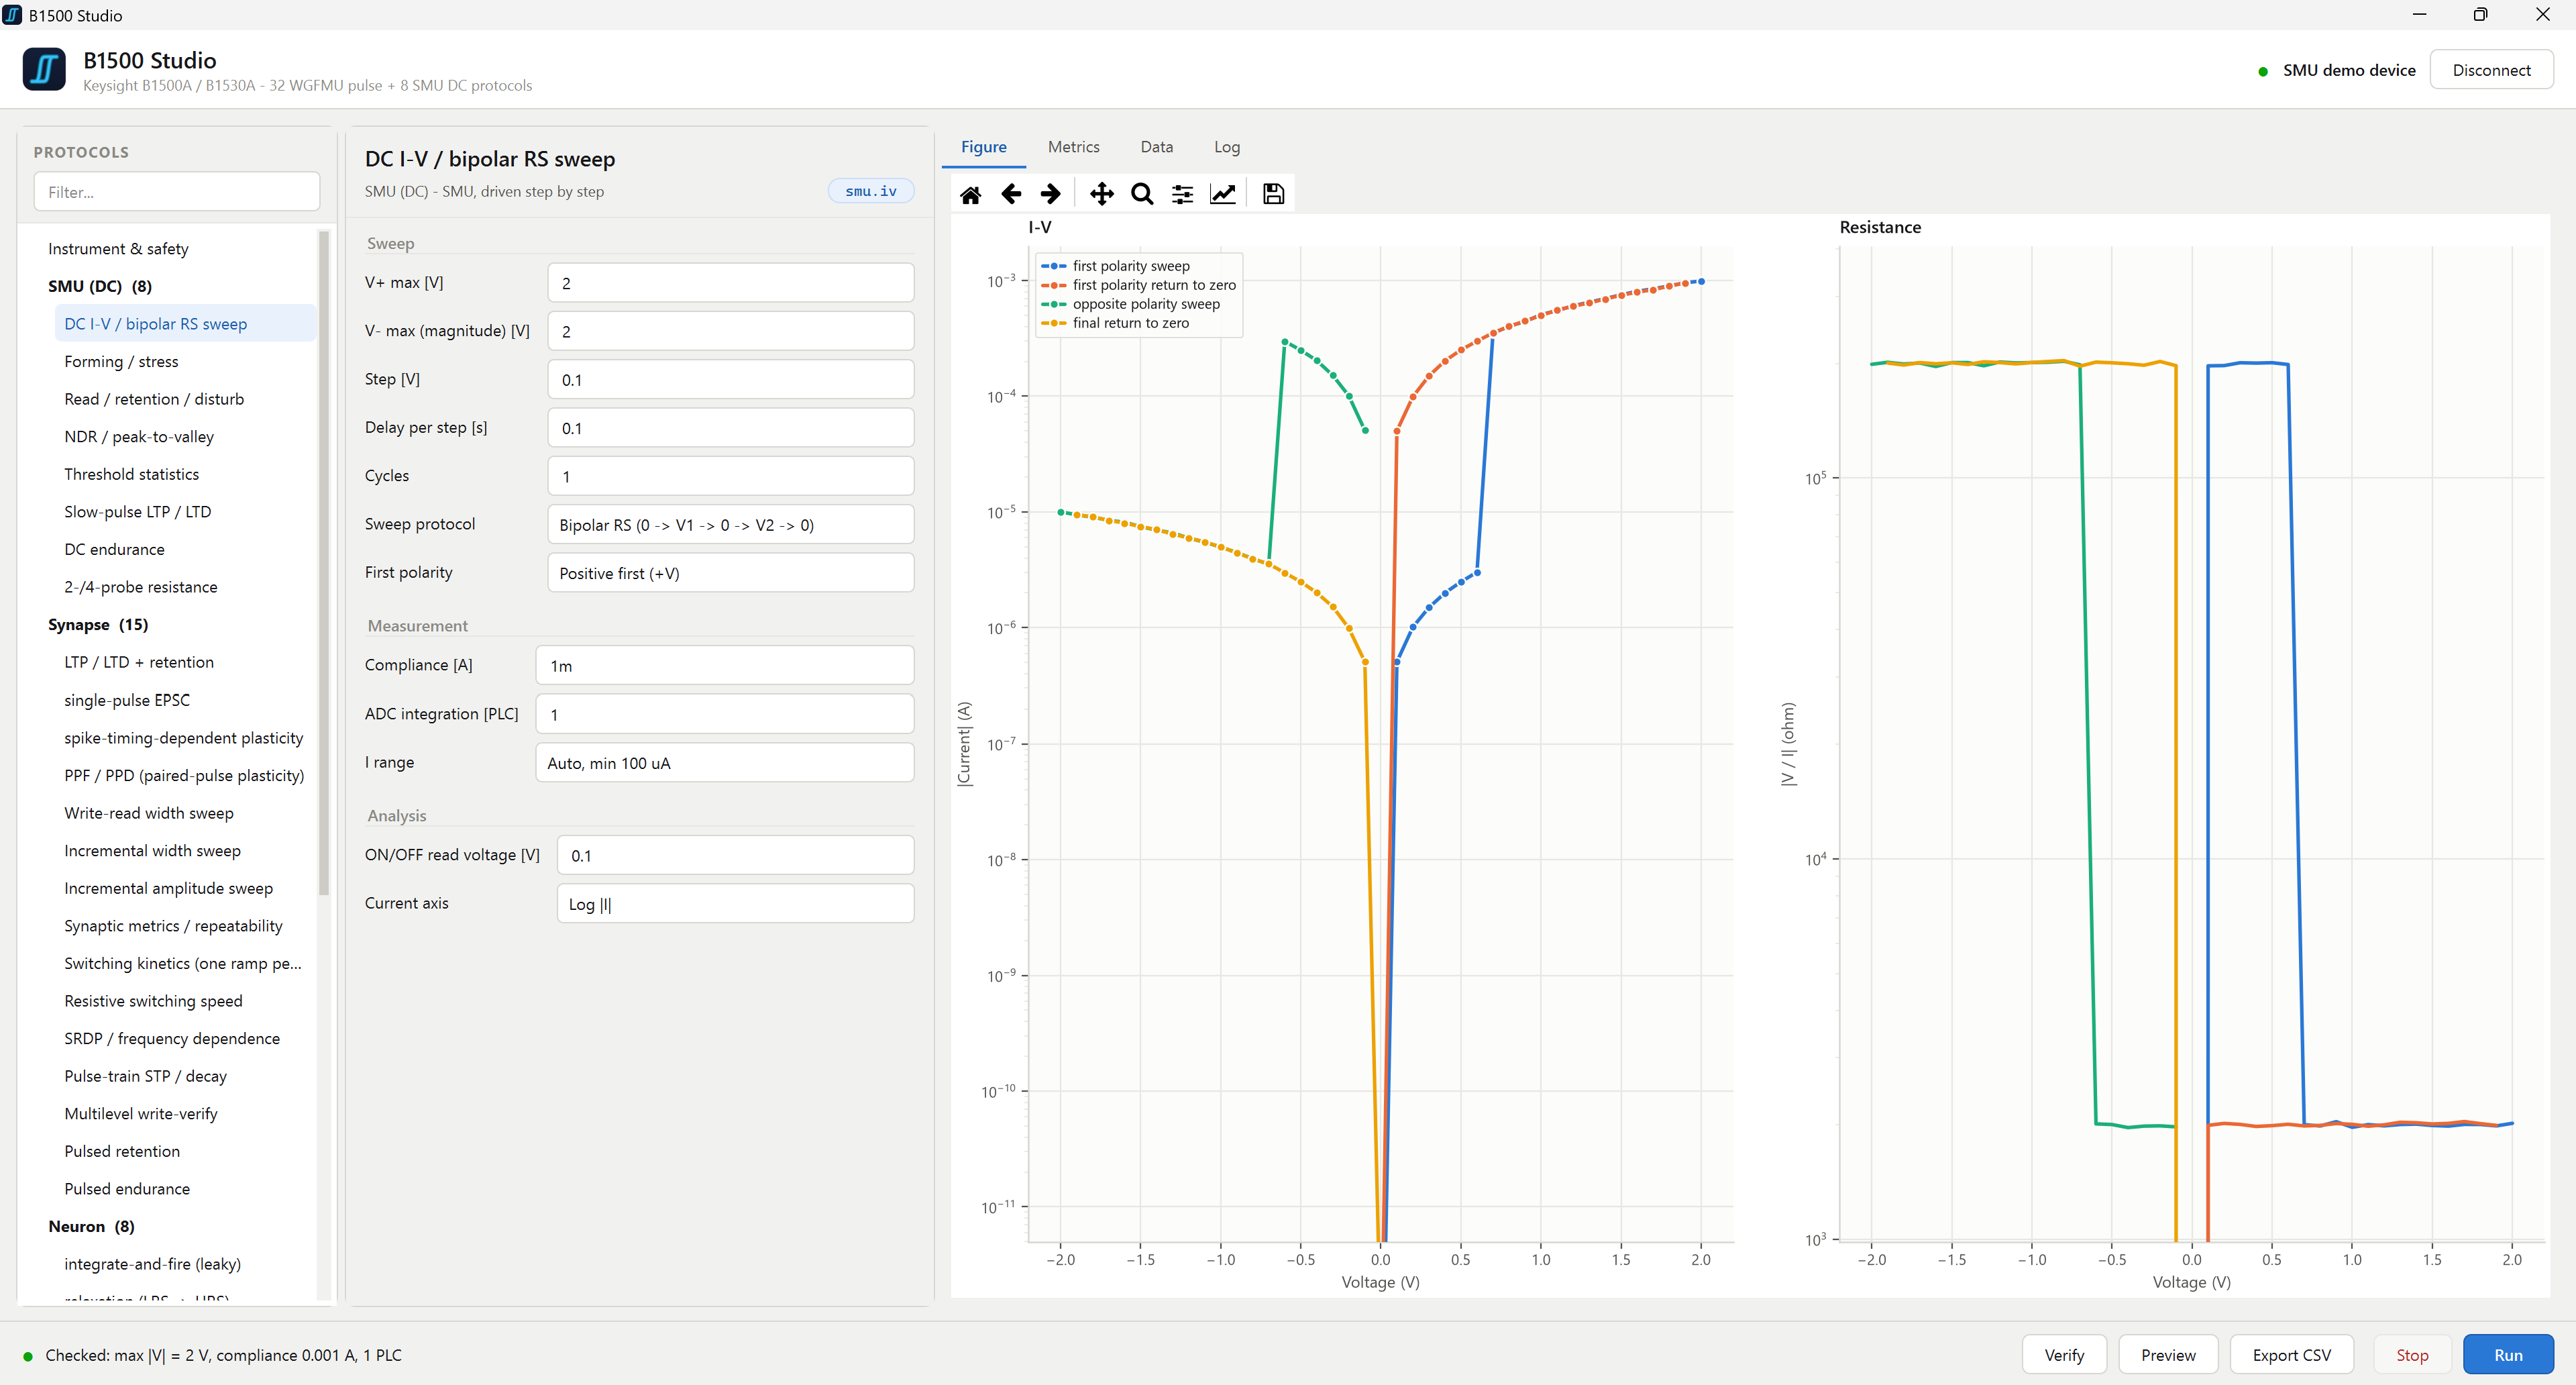 B1500 Studio
B1500 Studio
Keysight B1500A / B1530A - 32 WGFMU pulse + 8 SMU DC protocols
SMU demo device
Disconnect
PROTOCOLS
Filter...
Instrument & safety
SMU (DC) (8)
DC I-V / bipolar RS sweep
Forming / stress
Read / retention / disturb
NDR / peak-to-valley
Threshold statistics
Slow-pulse LTP / LTD
DC endurance
2-/4-probe resistance
Synapse (15)
LTP / LTD + retention
single-pulse EPSC
spike-timing-dependent plasticity
PPF / PPD (paired-pulse plasticity)
Write-read width sweep
Incremental width sweep
Incremental amplitude sweep
Synaptic metrics / repeatability
Switching kinetics (one ramp pe...
Resistive switching speed
SRDP / frequency dependence
Pulse-train STP / decay
Multilevel write-verify
Pulsed retention
Pulsed endurance
Neuron (8)
integrate-and-fire (leaky)
DC I-V / bipolar RS sweep
SMU (DC) - SMU, driven step by step
smu.iv
Sweep
V+ max [V] 2
V- max (magnitude) [V] 2
Step [V] 0.1
Delay per step [s] 0.1
Cycles 1
Sweep protocol Bipolar RS (0 -> V1 -> 0 -> V2 -> 0)
First polarity Positive first (+V)
Measurement
Compliance [A] 1m
ADC integration [PLC] 1
I range Auto, min 100 uA
Analysis
ON/OFF read voltage [V] 0.1
Current axis Log |I|
Figure Metrics Data Log
I-V
first polarity sweep
first polarity return to zero
opposite polarity sweep
final return to zero
|Current| (A)
10⁻³
10⁻⁴
10⁻⁵
10⁻⁶
10⁻⁷
10⁻⁸
10⁻⁹
10⁻¹⁰
10⁻¹¹
−2.0 −1.5 −1.0 −0.5 0.0 0.5 1.0 1.5 2.0
Voltage (V)
Resistance
|V / I| (ohm)
10⁵
10⁴
10³
−2.0 −1.5 −1.0 −0.5 0.0 0.5 1.0 1.5 2.0
Voltage (V)
Checked: max |V| = 2 V, compliance 0.001 A, 1 PLC
Verify
Preview
Export CSV
Stop
Run